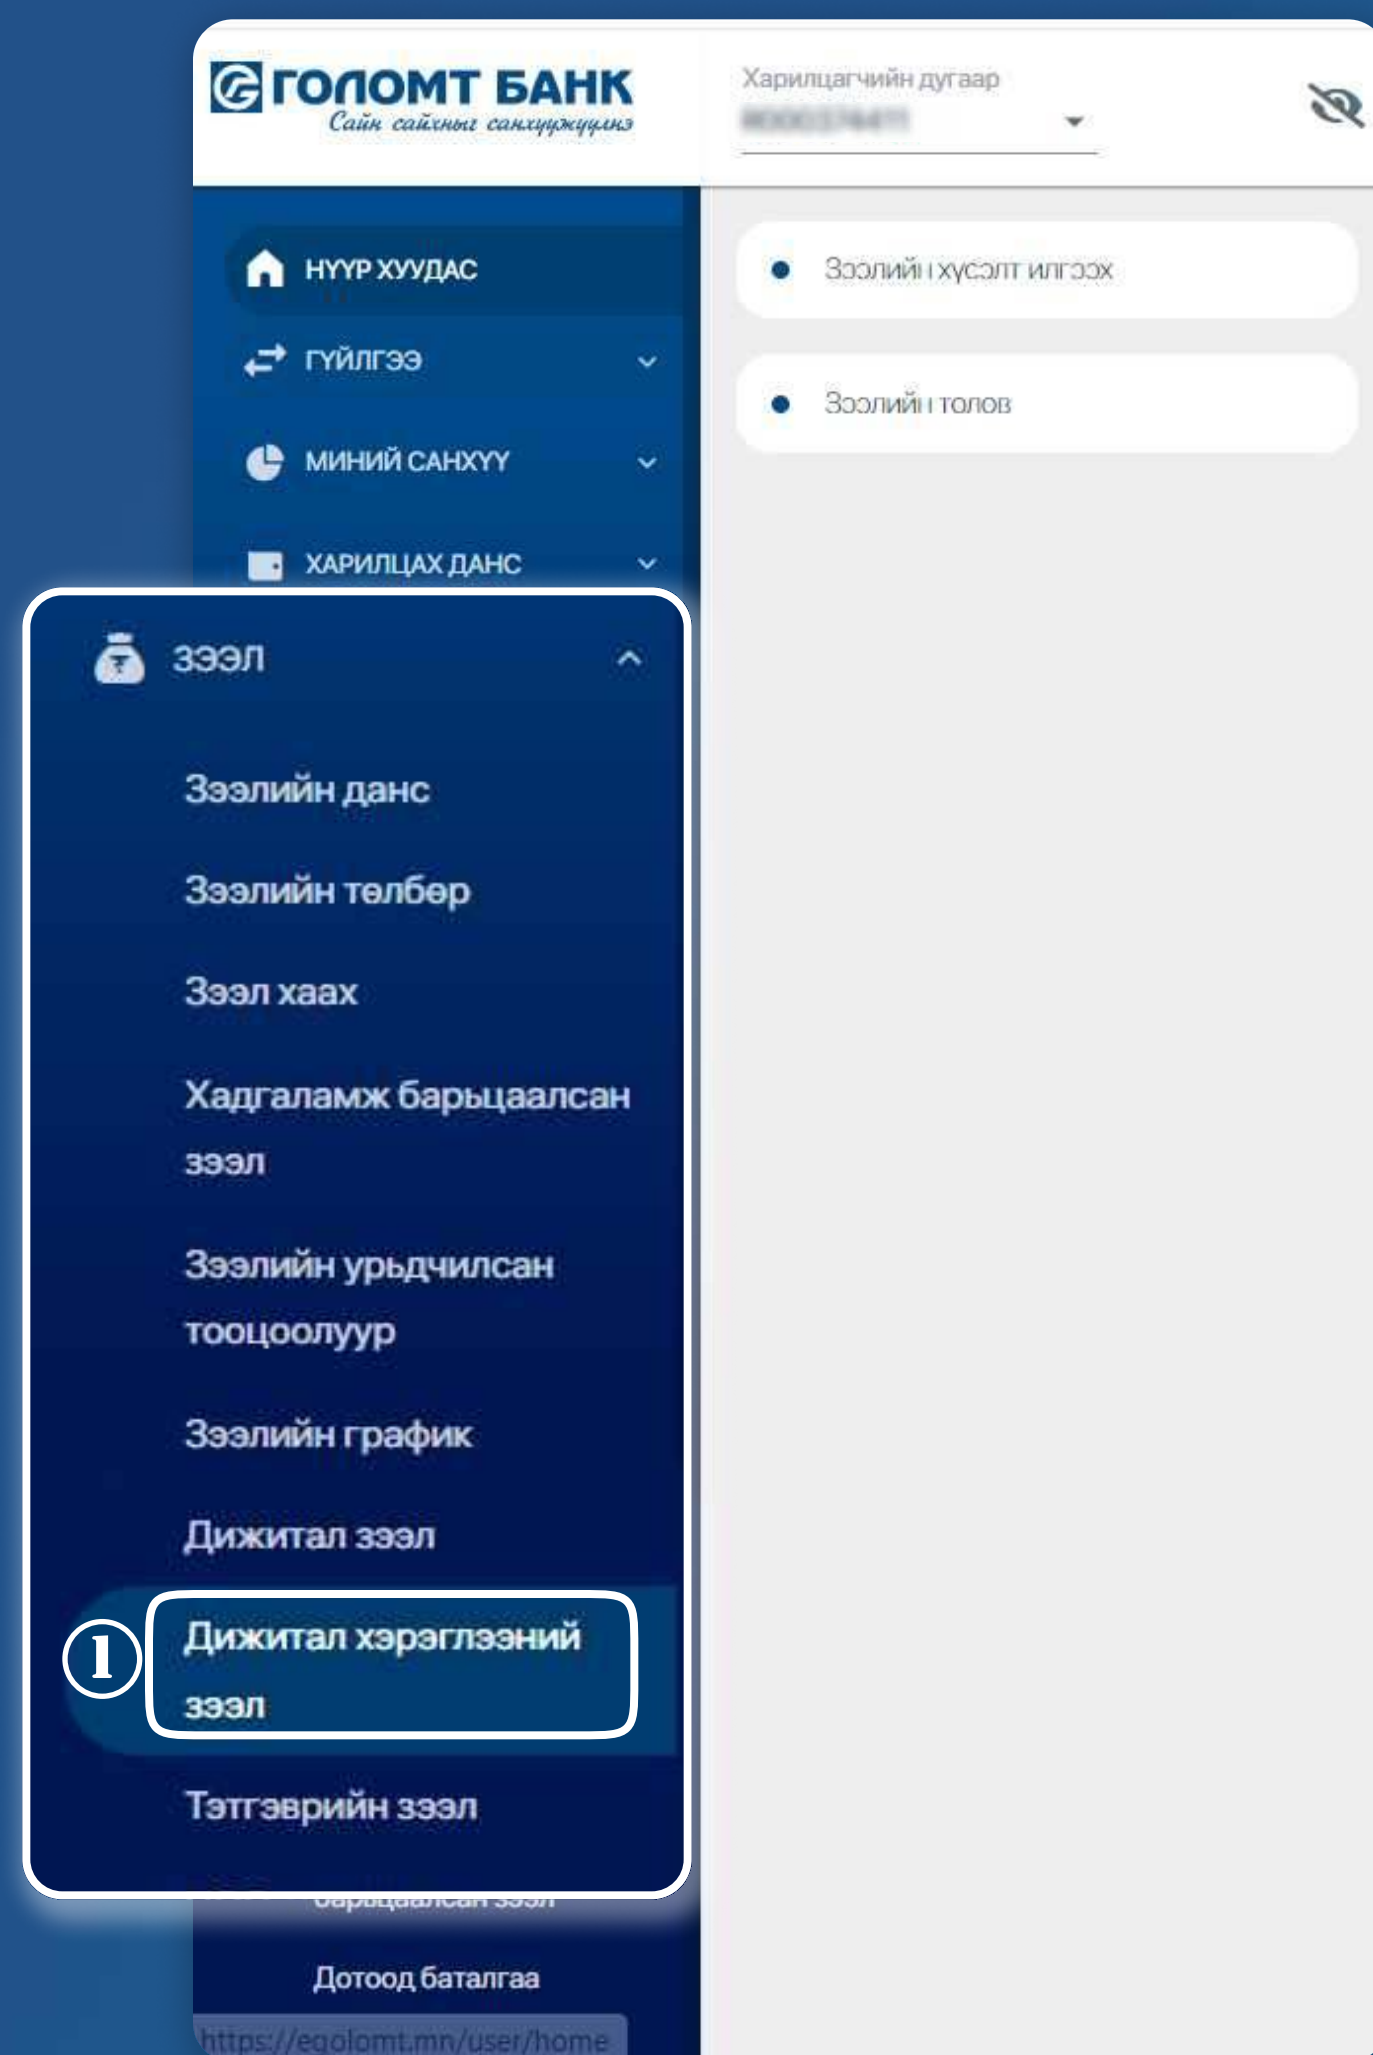 ГОЛОМТ БАНК
Сайн сайхныг санхүүжүүлнэ
Харилцагчийн дугаар
НҮҮР ХУУДАС
ГҮЙЛГЭЭ
МИНИЙ САНХҮҮ
ХАРИЛЦАХ ДАНС
ЗЭЭЛ
Зээлийн данс
Зээлийн төлбөр
Зээл хаах
Хадгаламж барьцаалсан
зээл
Зээлийн урьдчилсан
тооцоолуур
Зээлийн график
Дижитал зээл
1
Дижитал хэрэглээний
зээл
Тэтгэврийн зээл
барьцаалсан зээл
Дотоод баталгаа
https://egolomt.mn/user/home
Зээлийн хүсэлт илгээх
Зээлийн төлөв